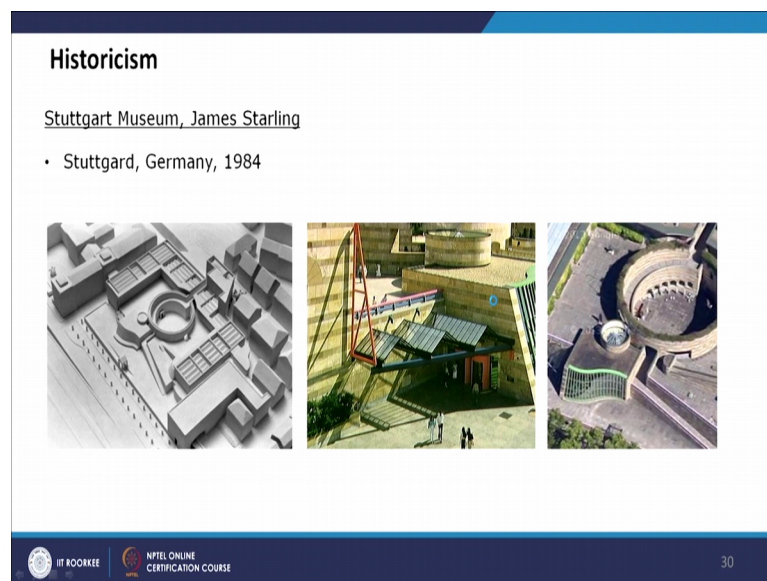 Historicism
Stuttgart Museum, James Starling
• Stuttgard, Germany, 1984
IIT ROORKEE
NPTEL ONLINE
CERTIFICATION COURSE
30